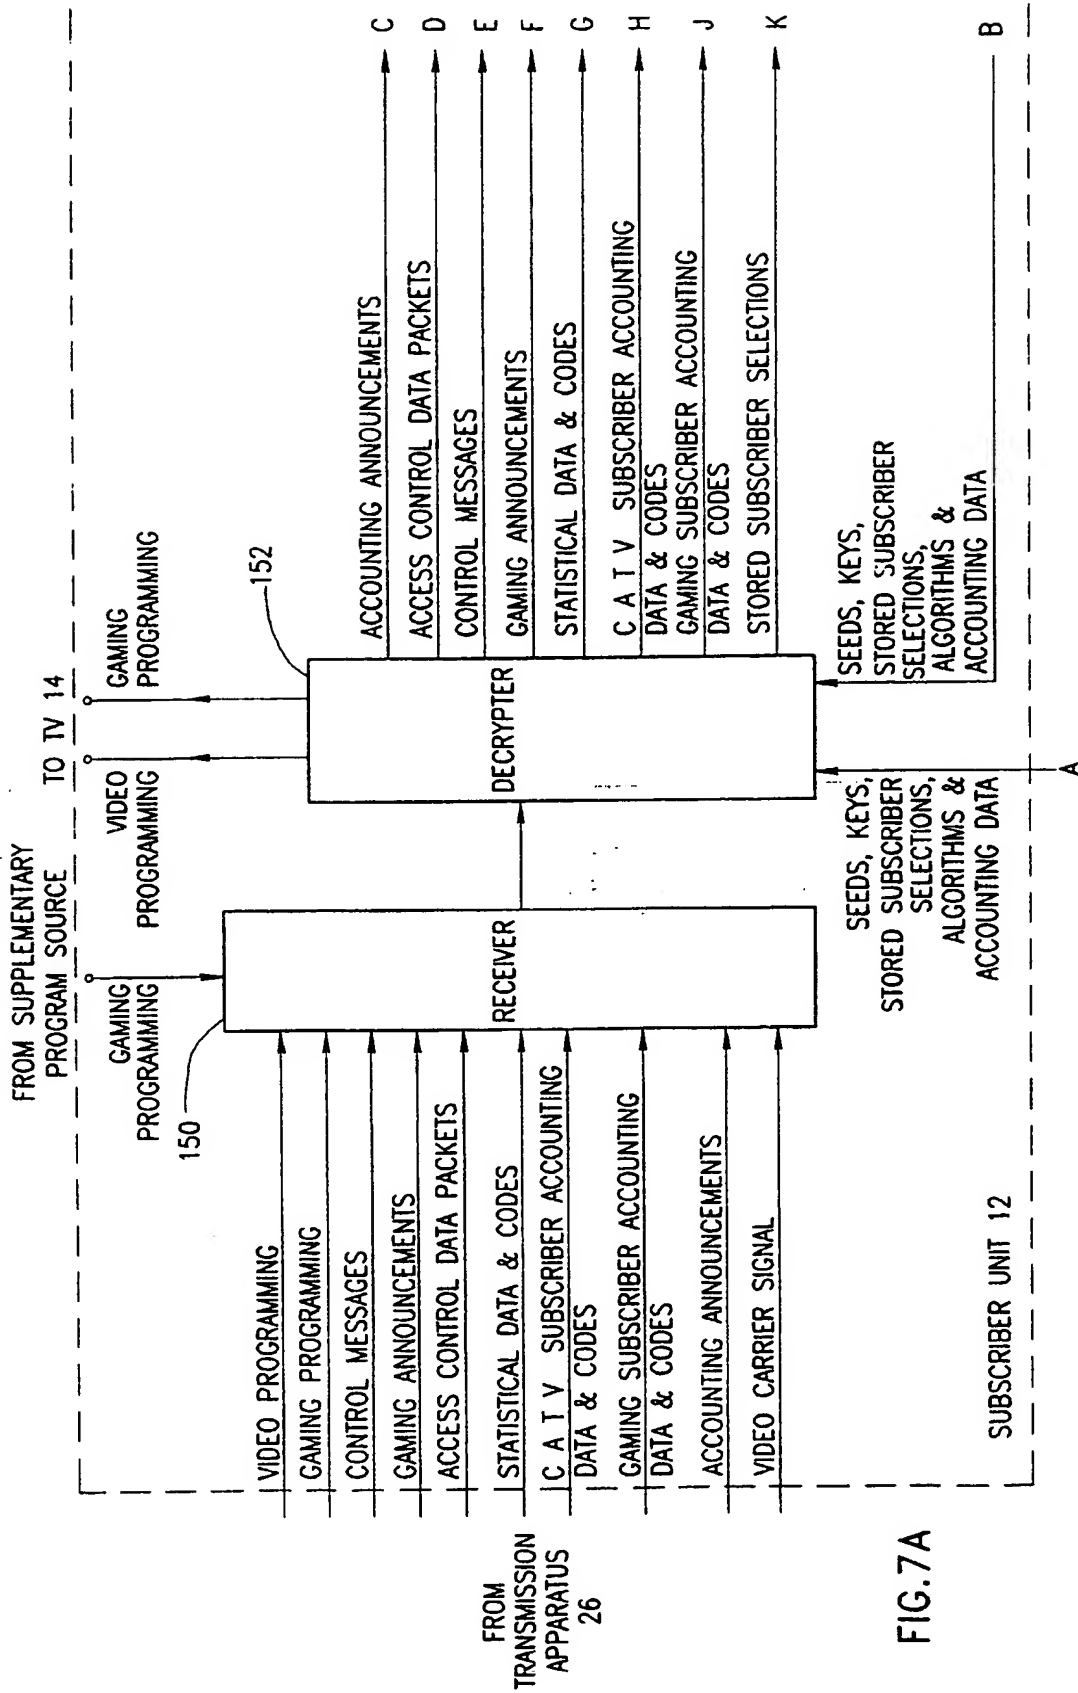 FROM SUPPLEMENTARY
PROGRAM SOURCE
TO TV 14
GAMING
PROGRAMMING
VIDEO
PROGRAMMING
GAMING
PROGRAMMING
150
152
VIDEO PROGRAMMING
GAMING PROGRAMMING
CONTROL MESSAGES
GAMING ANNOUNCEMENTS
ACCESS CONTROL DATA PACKETS
STATISTICAL DATA & CODES
C A T V SUBSCRIBER ACCOUNTING
DATA & CODES
GAMING SUBSCRIBER ACCOUNTING
DATA & CODES
ACCOUNTING ANNOUNCEMENTS
VIDEO CARRIER SIGNAL
FROM
TRANSMISSION
APPARATUS
26
RECEIVER
DECRYPTER
ACCOUNTING ANNOUNCEMENTS
C
ACCESS CONTROL DATA PACKETS
D
CONTROL MESSAGES
E
GAMING ANNOUNCEMENTS
F
STATISTICAL DATA & CODES
G
C A T V SUBSCRIBER ACCOUNTING
DATA & CODES
H
GAMING SUBSCRIBER ACCOUNTING
DATA & CODES
J
STORED SUBSCRIBER SELECTIONS
K
SEEDS, KEYS,
STORED SUBSCRIBER
SELECTIONS,
ALGORITHMS &
ACCOUNTING DATA
A
SEEDS, KEYS,
STORED SUBSCRIBER
SELECTIONS,
ALGORITHMS &
ACCOUNTING DATA
B
SUBSCRIBER UNIT 12
FIG.7A